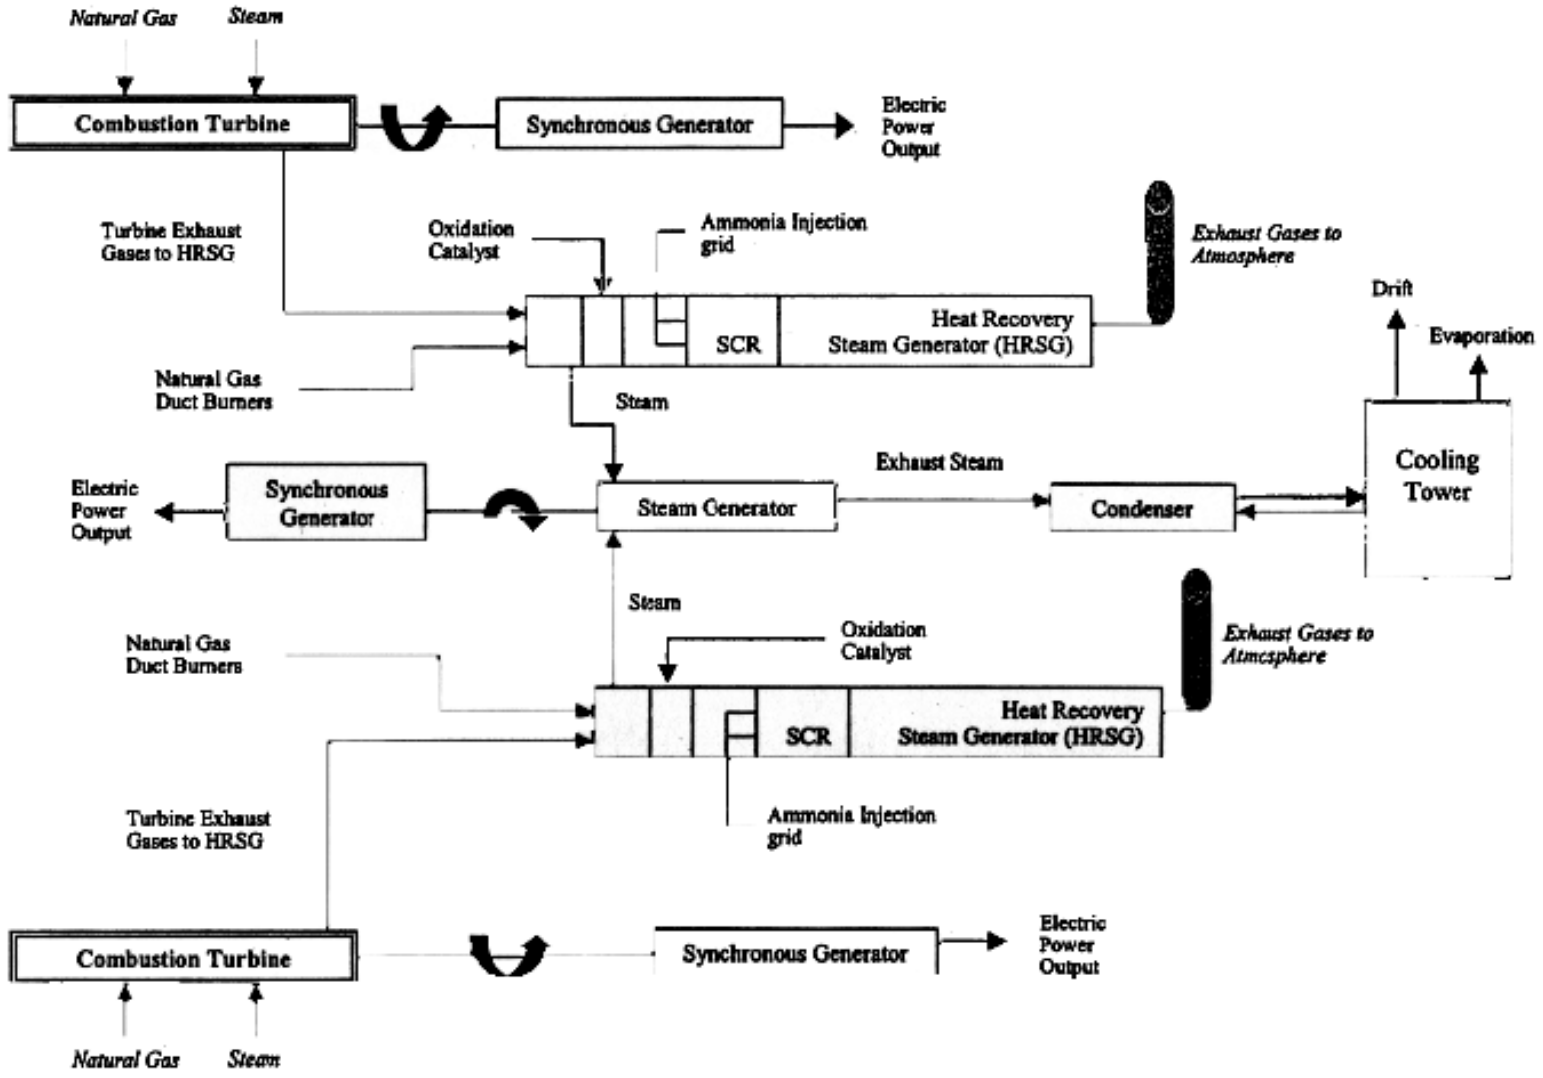 Natural Gas
Steam
Combustion Turbine
Synchronous Generator
Electric
Power
Output
Turbine Exhaust
Gases to HRSG
Oxidation
Catalyst
Ammonia Injection
grid
Exhaust Gases to
Atmosphere
SCR
Heat Recovery
Steam Generator (HRSG)
Drift
Evaporation
Natural Gas
Duct Burners
Steam
Cooling
Tower
Electric
Power
Output
Synchronous
Generator
Steam Generator
Exhaust Steam
Condenser
Steam
Natural Gas
Duct Burners
Oxidation
Catalyst
Exhaust Gases to
Atmosphere
SCR
Heat Recovery
Steam Generator (HRSG)
Turbine Exhaust
Gases to HRSG
Ammonia Injection
grid
Combustion Turbine
Synchronous Generator
Electric
Power
Output
Natural Gas
Steam